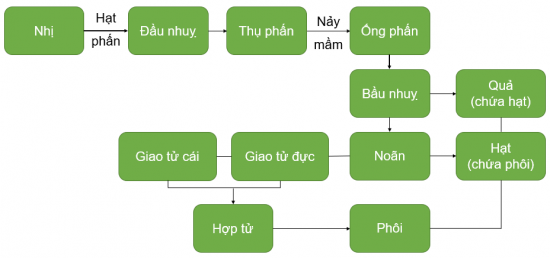 Nhị
Hạt
phấn
Đầu nhuỵ
Thụ phấn
Nảy
mầm
Ống phấn
Bầu nhuỵ
Quả
(chứa hạt)
Giao tử cái
Giao tử đực
Noãn
Hạt
(chứa phôi)
Hợp tử
Phôi